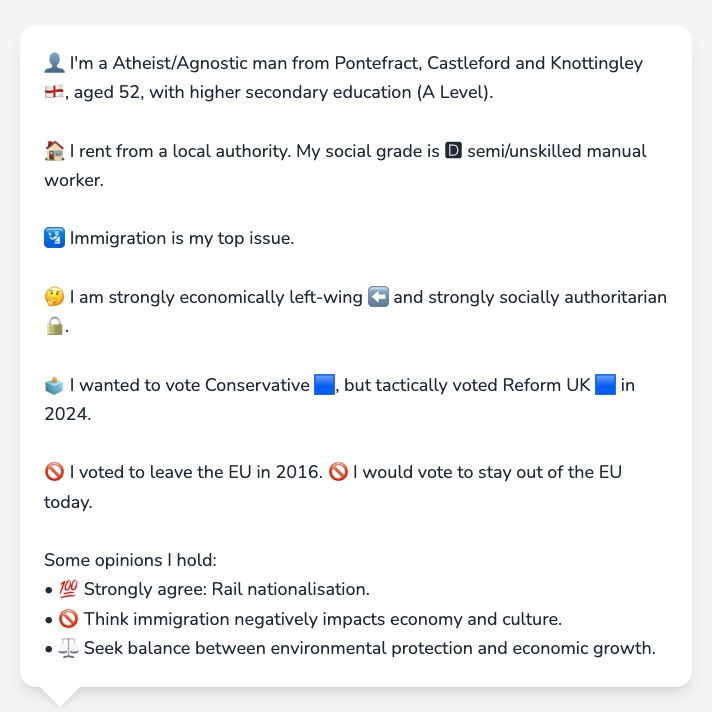 👤 I'm a Atheist/Agnostic man from Pontefract, Castleford and Knottingley
🏴󠁧󠁢󠁥󠁮󠁧󠁿, aged 52, with higher secondary education (A Level).
🏠 I rent from a local authority. My social grade is 🅳 semi/unskilled manual
worker.
🛂 Immigration is my top issue.
🤔 I am strongly economically left-wing ⬅️ and strongly socially authoritarian
🔒.
🗳️ I wanted to vote Conservative 🟦, but tactically voted Reform UK 🟦 in
2024.
🚫 I voted to leave the EU in 2016. 🚫 I would vote to stay out of the EU
today.
Some opinions I hold:
• 💯 Strongly agree: Rail nationalisation.
• 🚫 Think immigration negatively impacts economy and culture.
• ⚖️ Seek balance between environmental protection and economic growth.